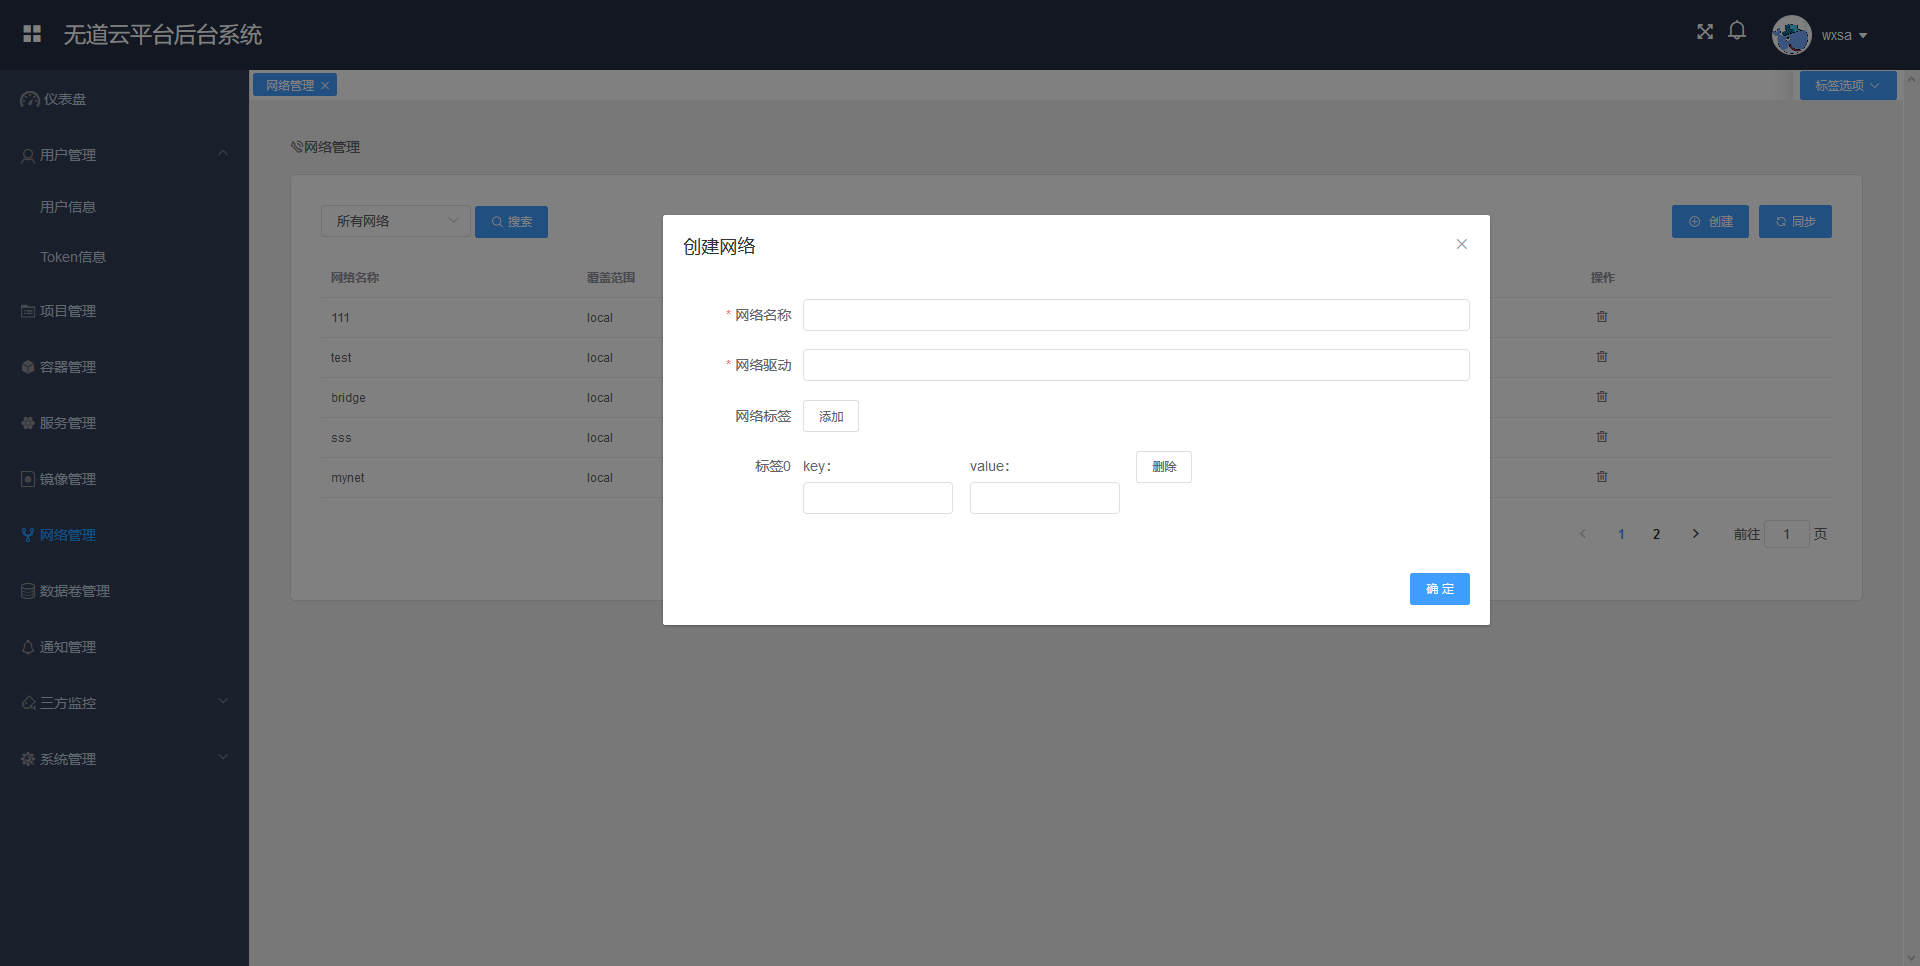 无道云平台后台系统
wxsa
仪表盘
用户管理
用户信息
Token信息
项目管理
容器管理
服务管理
镜像管理
网络管理
数据卷管理
通知管理
三方监控
系统管理
网络管理
标签选项
网络管理
所有网络 搜索
创建 同步
网络名称 覆盖范围 操作
111 local
test local
bridge local
sss local
mynet local
1 2 前往 1 页
创建网络
* 网络名称
* 网络驱动
网络标签 添加
标签0 key： value： 删除
确 定